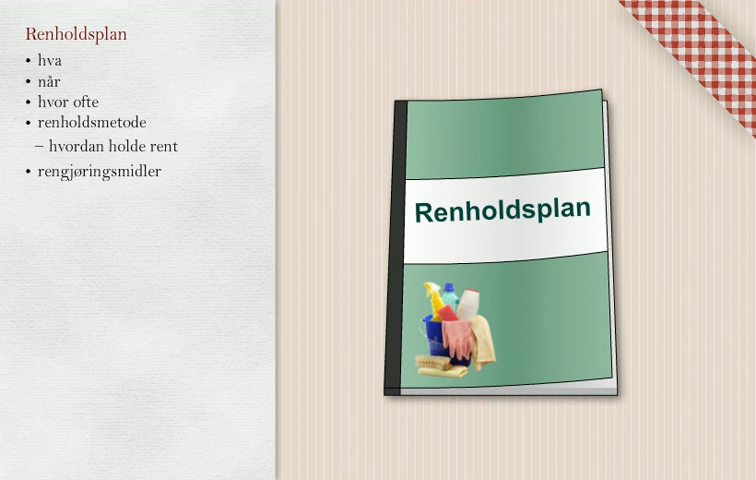 Renholdsplan
• hva
• når
• hvor ofte
• renholdsmetode
– hvordan holde rent
• rengjøringsmidler
Renholdsplan